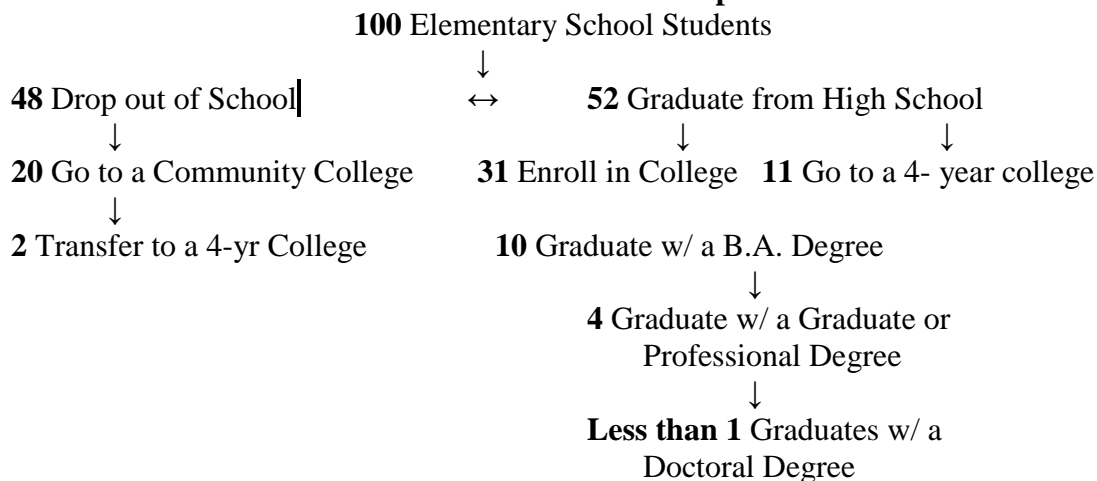 100 Elementary School Students
↓
48 Drop out of School ↔ 52 Graduate from High School
↓ ↓ ↓
20 Go to a Community College 31 Enroll in College 11 Go to a 4- year college
↓
2 Transfer to a 4-yr College 10 Graduate w/ a B.A. Degree
↓
4 Graduate w/ a Graduate or
Professional Degree
↓
Less than 1 Graduates w/ a
Doctoral Degree